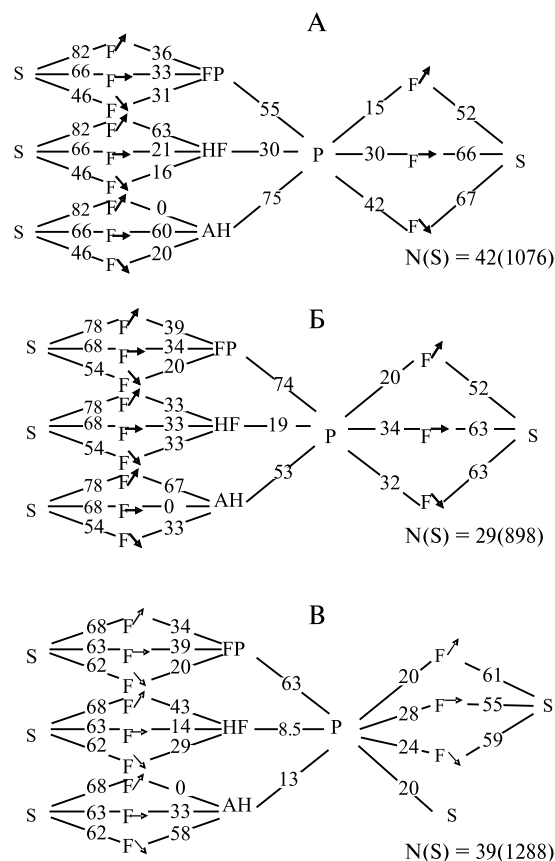 А
82 F↗ 36
S 66 F→ 33 FP
46 F↘ 31
55
15 F↗ 52
82 F↗ 63
S 66 F→ 21 HF 30 P 30 F→ 66 S
46 F↘ 16
75
42 F↘ 67
82 F↗ 0
S 66 F→ 60 AH
46 F↘ 20
N(S) = 42(1076)
Б
78 F↗ 39
S 68 F→ 34 FP
54 F↘ 20
74
20 F↗ 52
78 F↗ 33
S 68 F→ 33 HF 19 P 34 F→ 63 S
54 F↘ 33
53
32 F↘ 63
78 F↗ 67
S 68 F→ 0 AH
54 F↘ 33
N(S) = 29(898)
В
68 F↗ 34
S 63 F→ 39 FP
62 F↘ 20
63
20 F↗ 61
68 F↗ 43
S 63 F→ 14 HF 8.5 P 28 F→ 55 S
62 F↘ 29
24 F↘ 59
13
20 S
68 F↗ 0
S 63 F→ 33 AH
62 F↘ 58
N(S) = 39(1288)